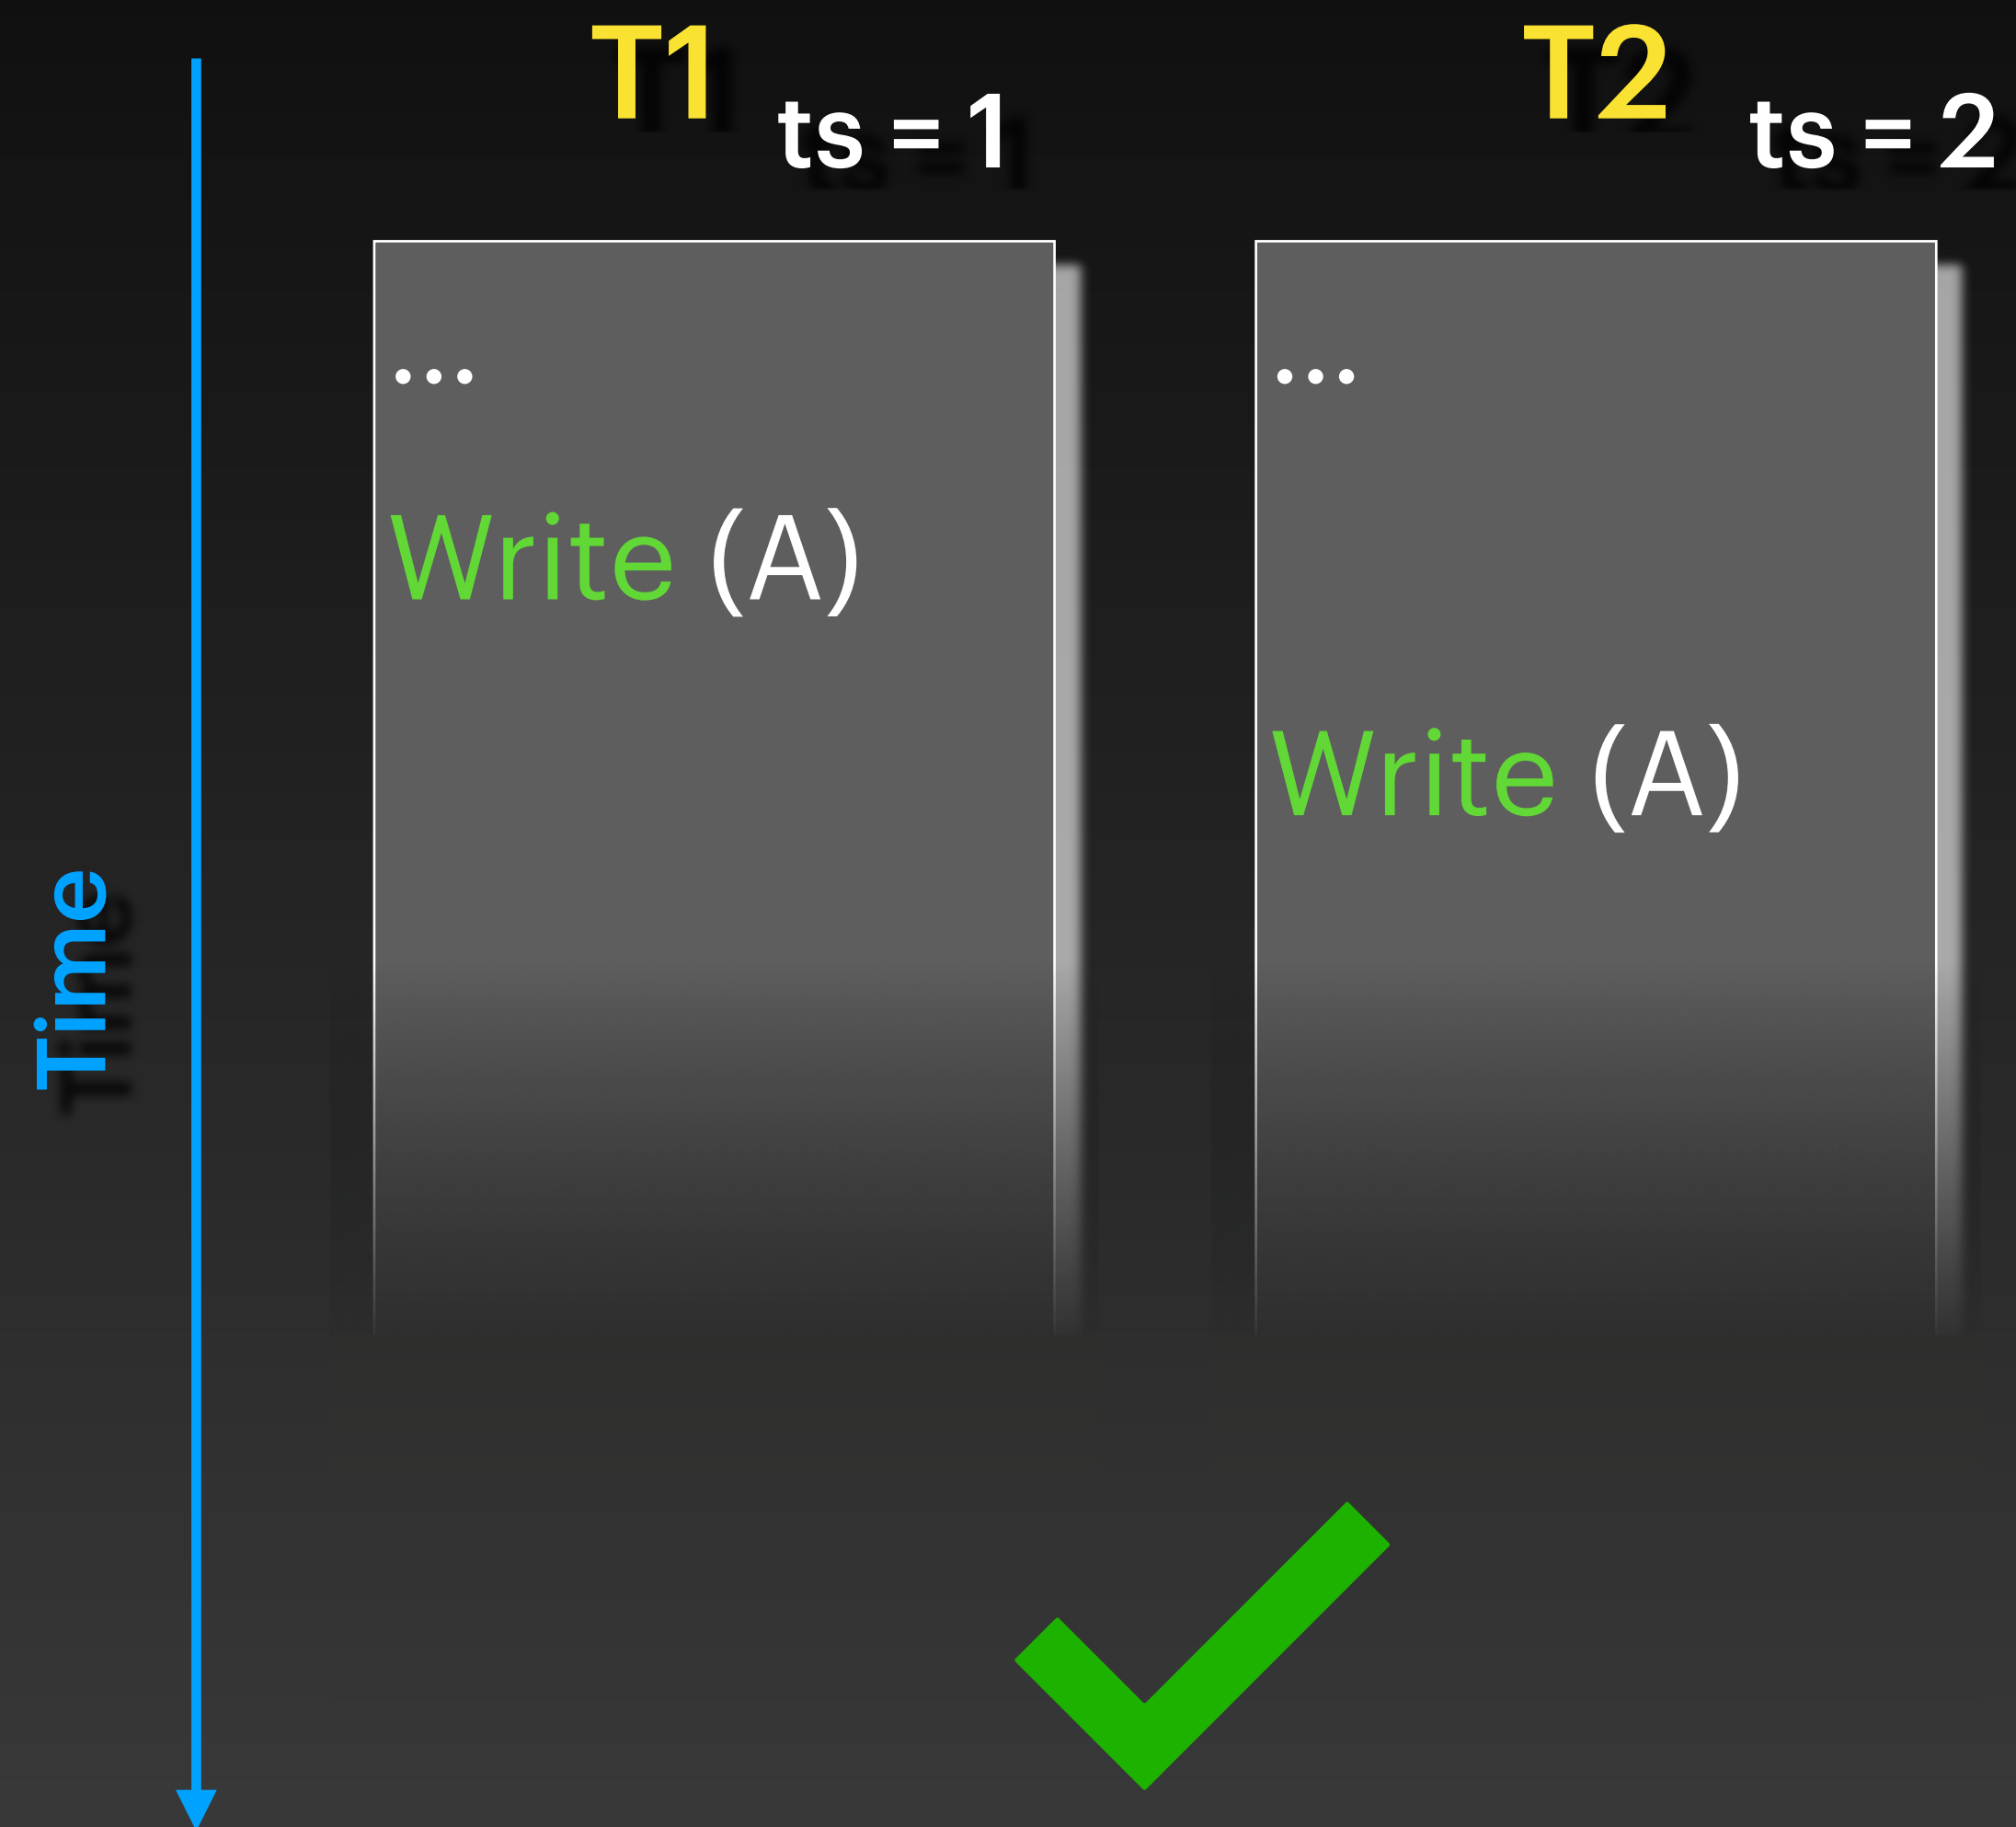 T1 ts = 1
T2 ts = 2
...
...
Write (A)
Write (A)
Time